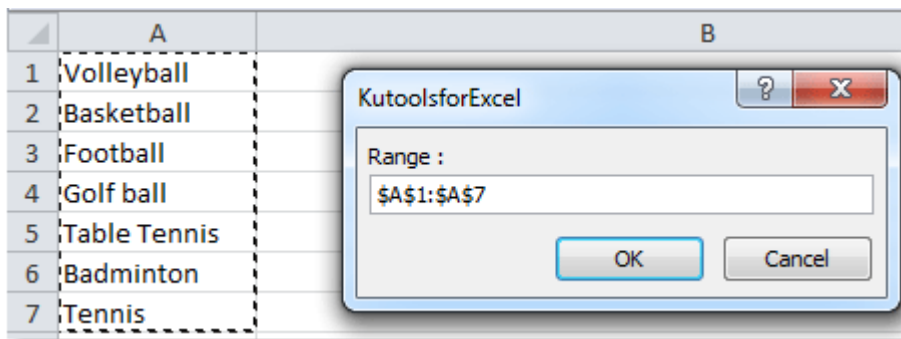 A B
1 Volleyball
2 Basketball
3 Football
4 Golf ball
5 Table Tennis
6 Badminton
7 Tennis
KutoolsforExcel
Range :
$A$1:$A$7
OK Cancel